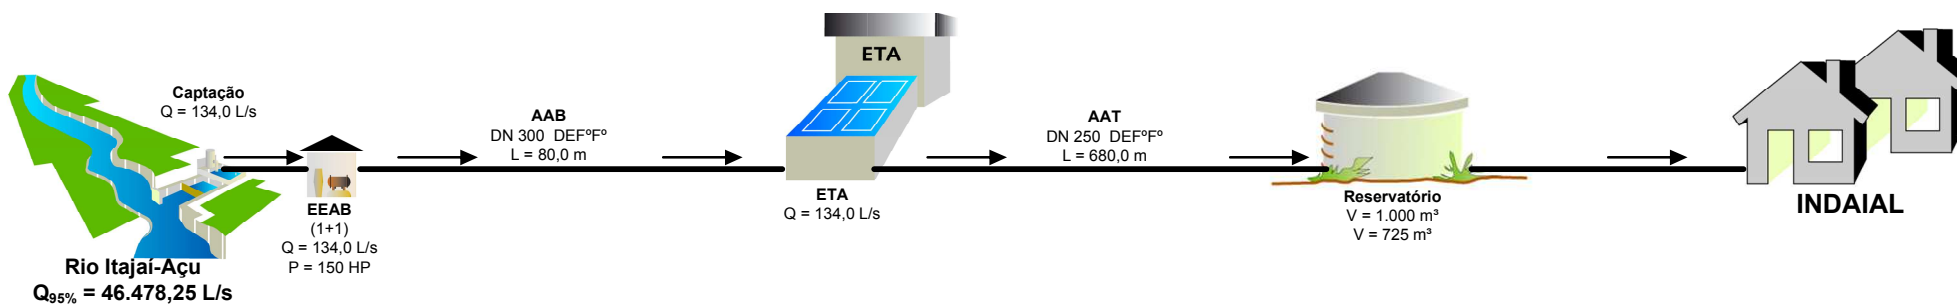 Captação
Q = 134,0 L/s
Rio Itajaí-Açu
Q95% = 46.478,25 L/s
EEAB
(1+1)
Q = 134,0 L/s
P = 150 HP
AAB
DN 300 DEFºFº
L = 80,0 m
ETA
ETA
Q = 134,0 L/s
AAT
DN 250 DEFºFº
L = 680,0 m
Reservatório
V = 1.000 m³
V = 725 m³
INDAIAL